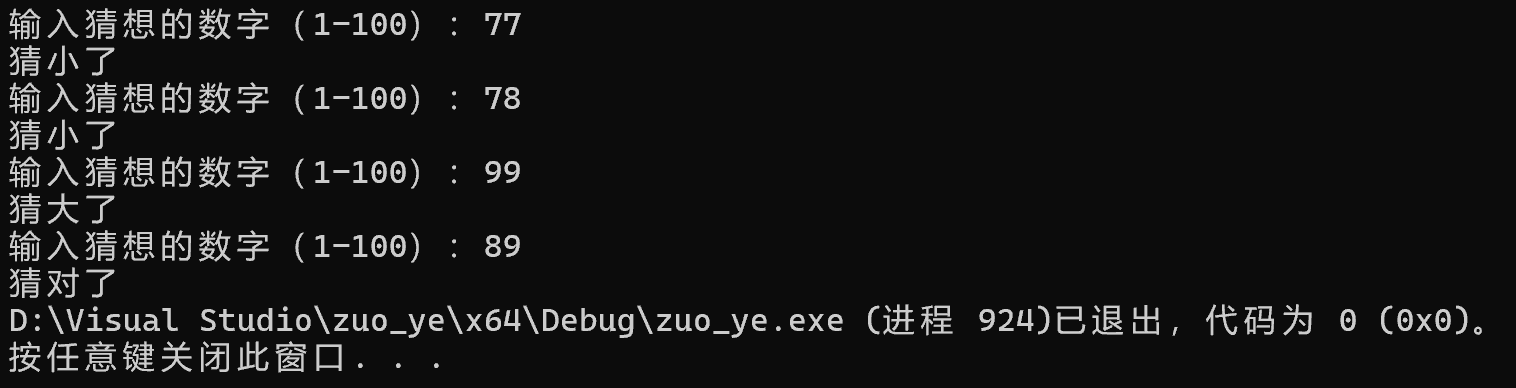 输入猜想的数字（1-100）：77
猜小了
输入猜想的数字（1-100）：78
猜小了
输入猜想的数字（1-100）：99
猜大了
输入猜想的数字（1-100）：89
猜对了
D:\Visual Studio\zuo_ye\x64\Debug\zuo_ye.exe (进程 924)已退出，代码为 0 (0x0)。
按任意键关闭此窗口. . .